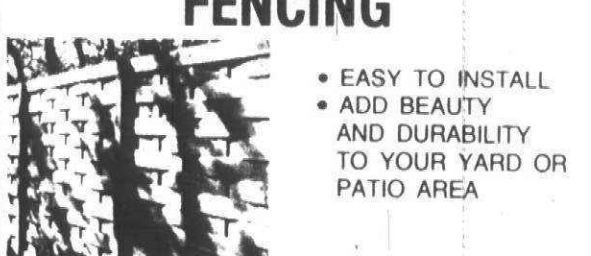 FENCING
• EASY TO INSTALL
• ADD BEAUTY
AND DURABILITY
TO YOUR YARD OR
PATIO AREA